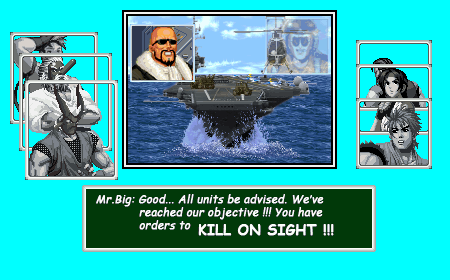 Mr.Big: Good... All units be advised. We've
reached our objective !!! You have
orders to KILL ON SIGHT !!!